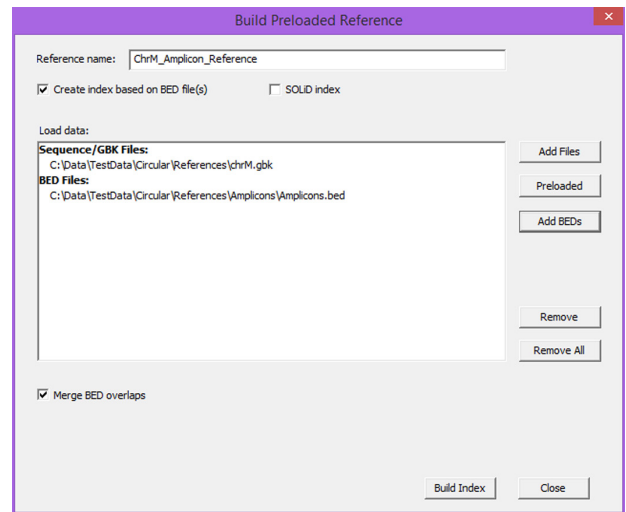 Build Preloaded Reference
×
Reference name: ChrM_Amplicon_Reference
Create index based on BED file(s) SOLiD index
Load data:
Sequence/GBK Files:
C:\Data\TestData\Circular\References\chrM.gbk
BED Files:
C:\Data\TestData\Circular\References\Amplicons\Amplicons.bed
Add Files
Preloaded
Add BEDs
Remove
Remove All
Merge BED overlaps
Build Index Close